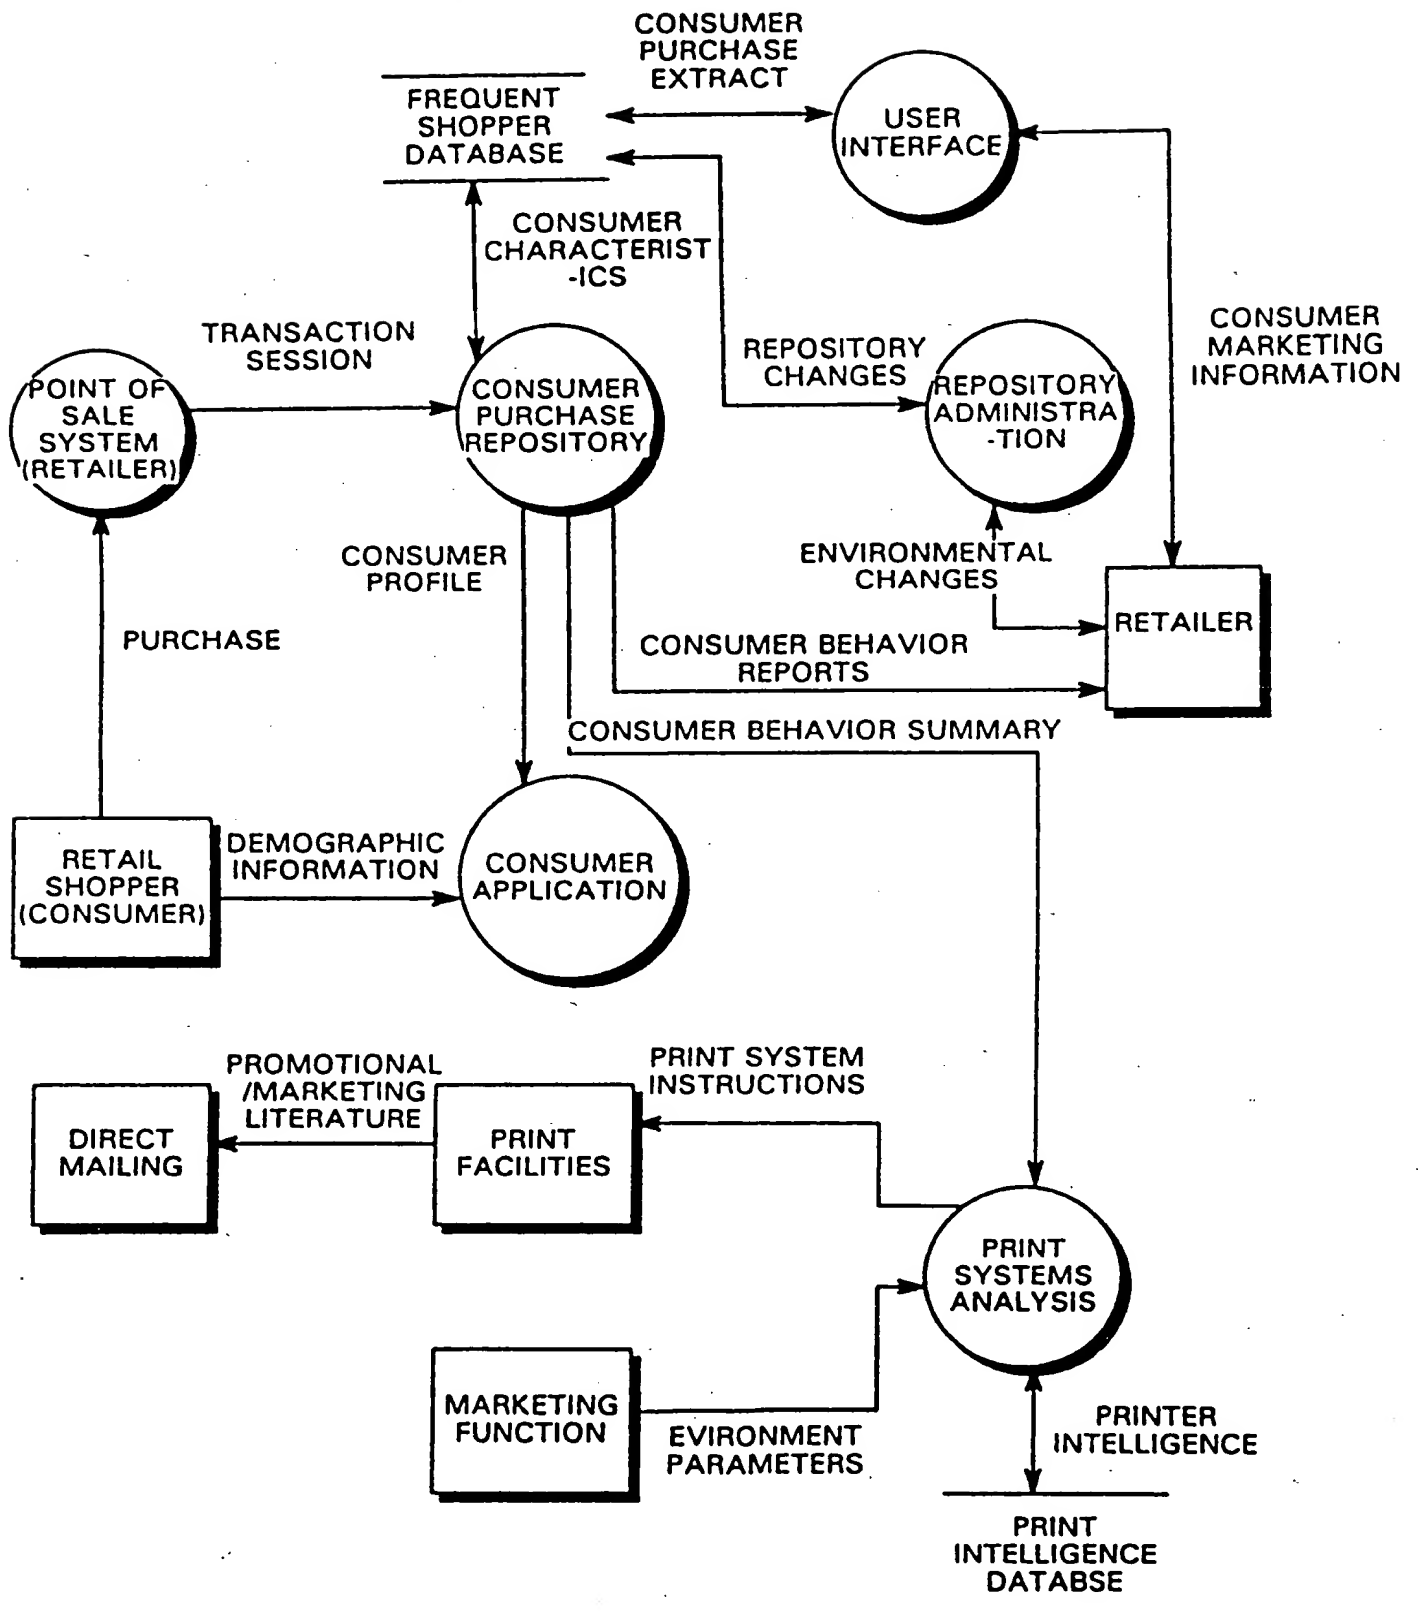 CONSUMER
PURCHASE
EXTRACT
FREQUENT
SHOPPER
DATABASE
USER
INTERFACE
CONSUMER
CHARACTERIST
-ICS
TRANSACTION
SESSION
CONSUMER
MARKETING
INFORMATION
POINT OF
SALE
SYSTEM
(RETAILER)
CONSUMER
PURCHASE
REPOSITORY
REPOSITORY
CHANGES
REPOSITORY
ADMINISTRA
-TION
CONSUMER
PROFILE
ENVIRONMENTAL
CHANGES
RETAILER
PURCHASE
CONSUMER BEHAVIOR
REPORTS
CONSUMER BEHAVIOR SUMMARY
RETAIL
SHOPPER
(CONSUMER)
DEMOGRAPHIC
INFORMATION
CONSUMER
APPLICATION
PROMOTIONAL
/MARKETING
LITERATURE
PRINT SYSTEM
INSTRUCTIONS
DIRECT
MAILING
PRINT
FACILITIES
PRINT
SYSTEMS
ANALYSIS
MARKETING
FUNCTION
EVIRONMENT
PARAMETERS
PRINTER
INTELLIGENCE
PRINT
INTELLIGENCE
DATABSE